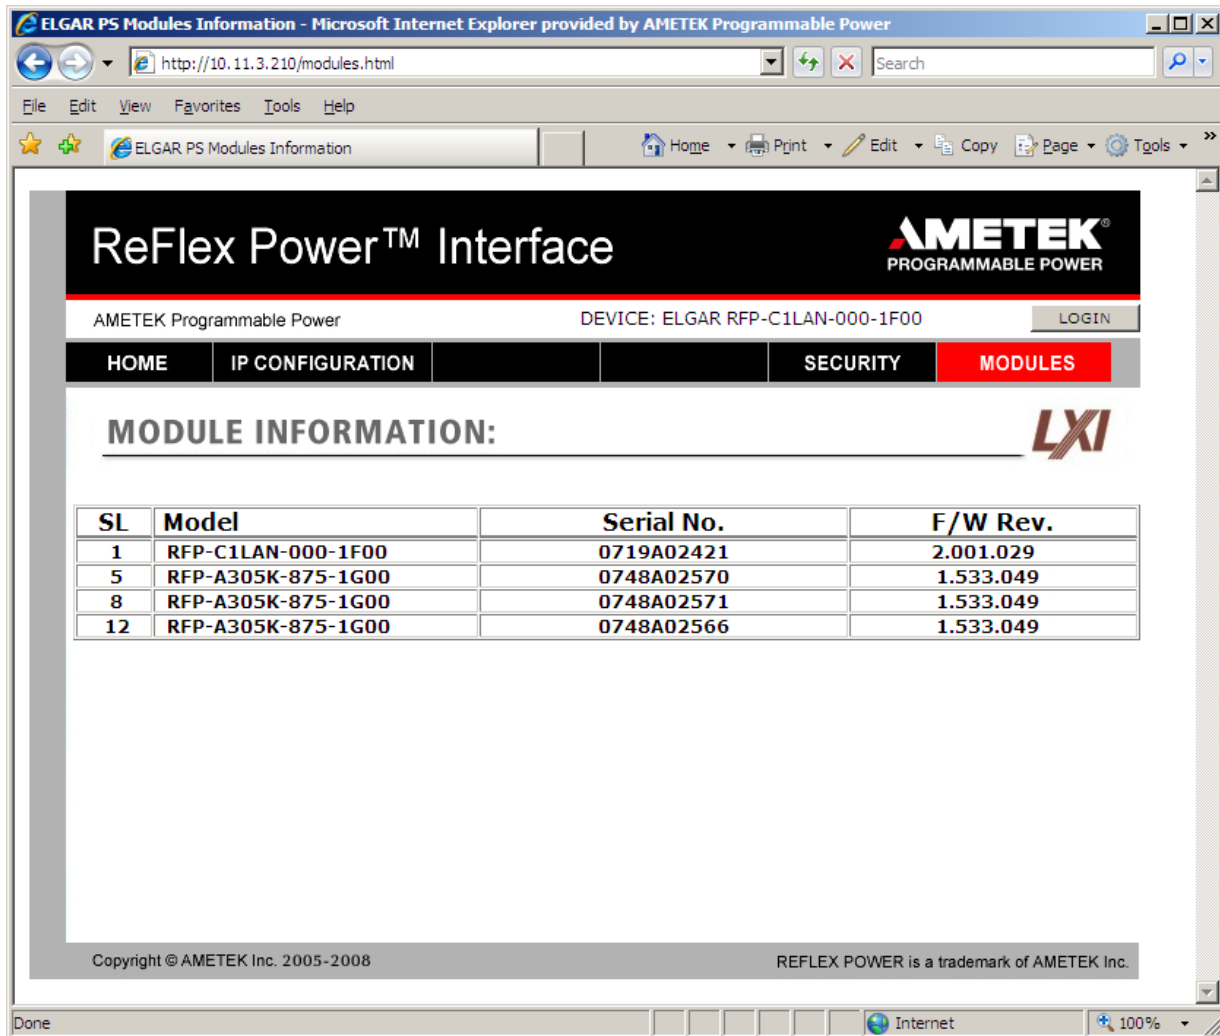 ELGAR PS Modules Information - Microsoft Internet Explorer provided by AMETEK Programmable Power
http://10.11.3.210/modules.html Search
File Edit View Favorites Tools Help
ELGAR PS Modules Information Home Print Edit Copy Page Tools »
ReFlex Power™ Interface AMETEK®
PROGRAMMABLE POWER
AMETEK Programmable Power DEVICE: ELGAR RFP-C1LAN-000-1F00 LOGIN
HOME IP CONFIGURATION SECURITY MODULES
MODULE INFORMATION: LXI
SL Model Serial No. F/W Rev.
1 RFP-C1LAN-000-1F00 0719A02421 2.001.029
5 RFP-A305K-875-1G00 0748A02570 1.533.049
8 RFP-A305K-875-1G00 0748A02571 1.533.049
12 RFP-A305K-875-1G00 0748A02566 1.533.049
Copyright © AMETEK Inc. 2005-2008 REFLEX POWER is a trademark of AMETEK Inc.
Done Internet 100%